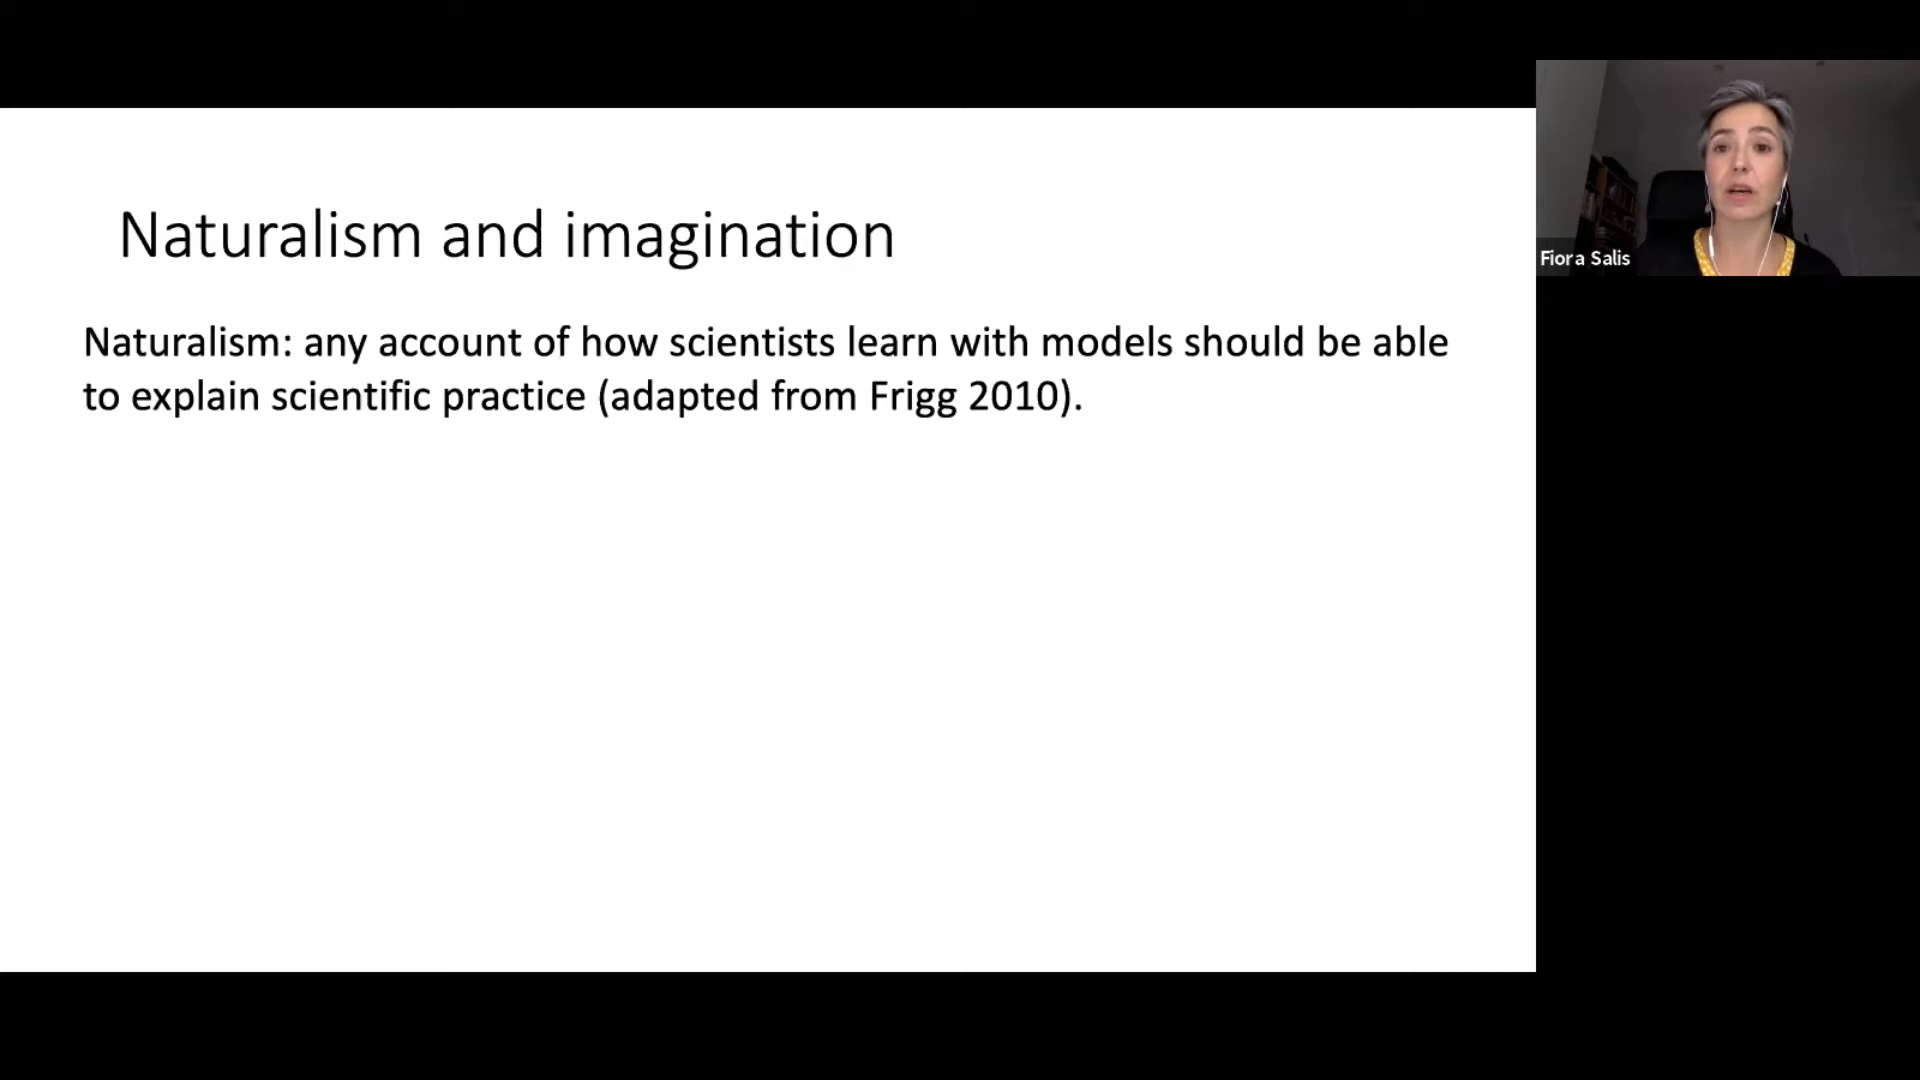 Naturalism and imagination
Naturalism: any account of how scientists learn with models should be able
to explain scientific practice (adapted from Frigg 2010).
Fiora Salis